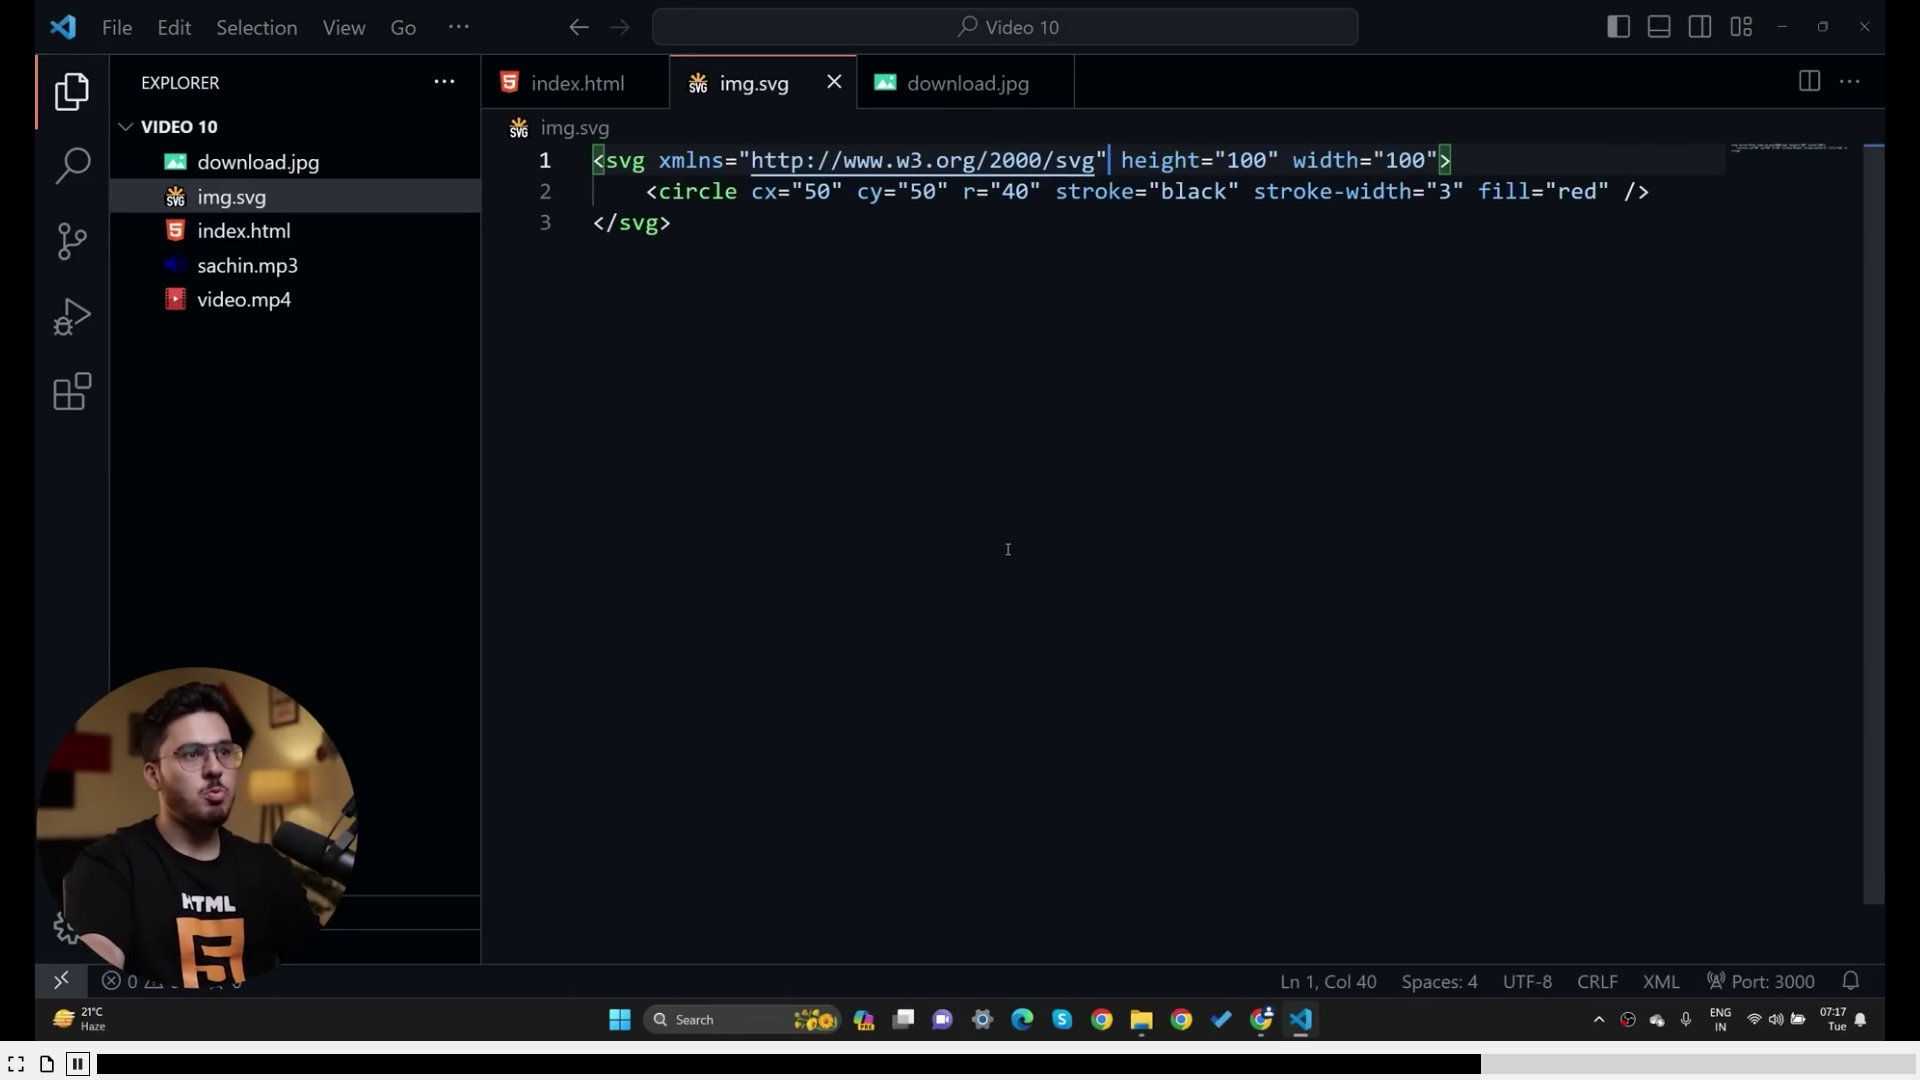 File Edit Selection View Go ···
Video 10
EXPLORER ···
index.html
img.svg
download.jpg
VIDEO 10
download.jpg
img.svg
index.html
sachin.mp3
video.mp4
img.svg
1 <svg xmlns="http://www.w3.org/2000/svg" height="100" width="100">
2 <circle cx="50" cy="50" r="40" stroke="black" stroke-width="3" fill="red" />
3 </svg>
HTML
5
0
Ln 1, Col 40 Spaces: 4 UTF-8 CRLF XML Port: 3000
21°C
Haze
Search
ENG
IN
07:17
Tue